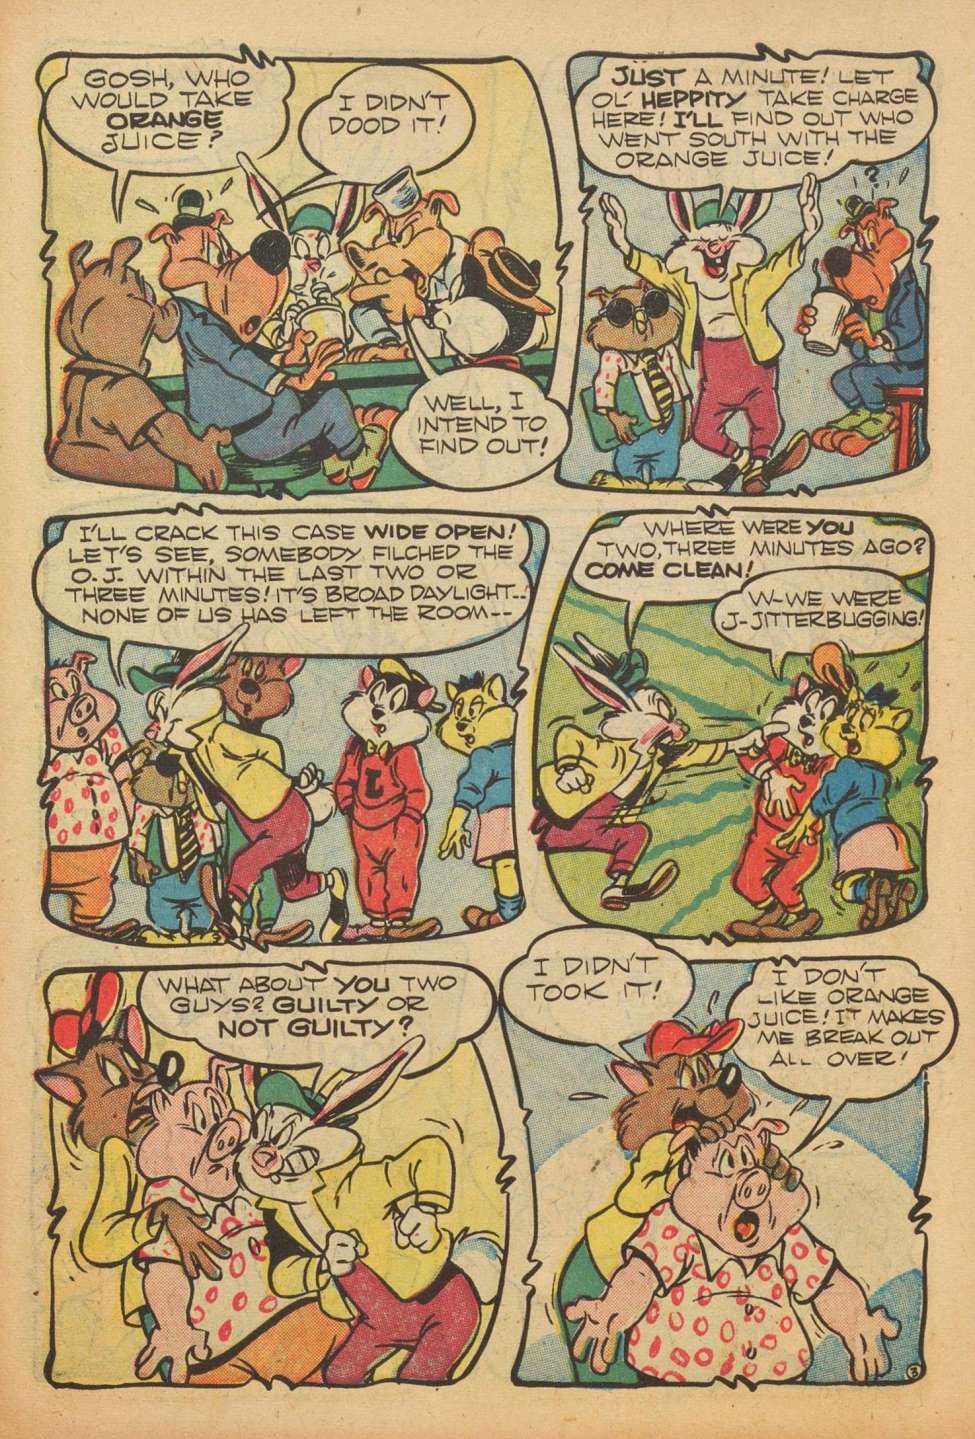 GOSH, WHO
WOULD TAKE
ORANGE
JUICE?
I DIDN'T
DOOD IT!
WELL, I
INTEND TO
FIND OUT!
JUST A MINUTE! LET
OL' HEPPITY TAKE CHARGE
HERE! I'LL FIND OUT WHO
WENT SOUTH WITH THE
ORANGE JUICE!
?
I'LL CRACK THIS CASE WIDE OPEN!
LET'S SEE, SOMEBODY FILCHED THE
O.J. WITHIN THE LAST TWO OR
THREE MINUTES! IT'S BROAD DAYLIGHT--
NONE OF US HAS LEFT THE ROOM--
L
WHERE WERE YOU
TWO, THREE MINUTES AGO?
COME CLEAN!
W-WE WERE
J-JITTERBUGGING!
WHAT ABOUT YOU TWO
GUYS? GUILTY OR
NOT GUILTY?
I DIDN'T
TOOK IT!
I DON'T
LIKE ORANGE
JUICE! IT MAKES
ME BREAK OUT
ALL OVER!
3